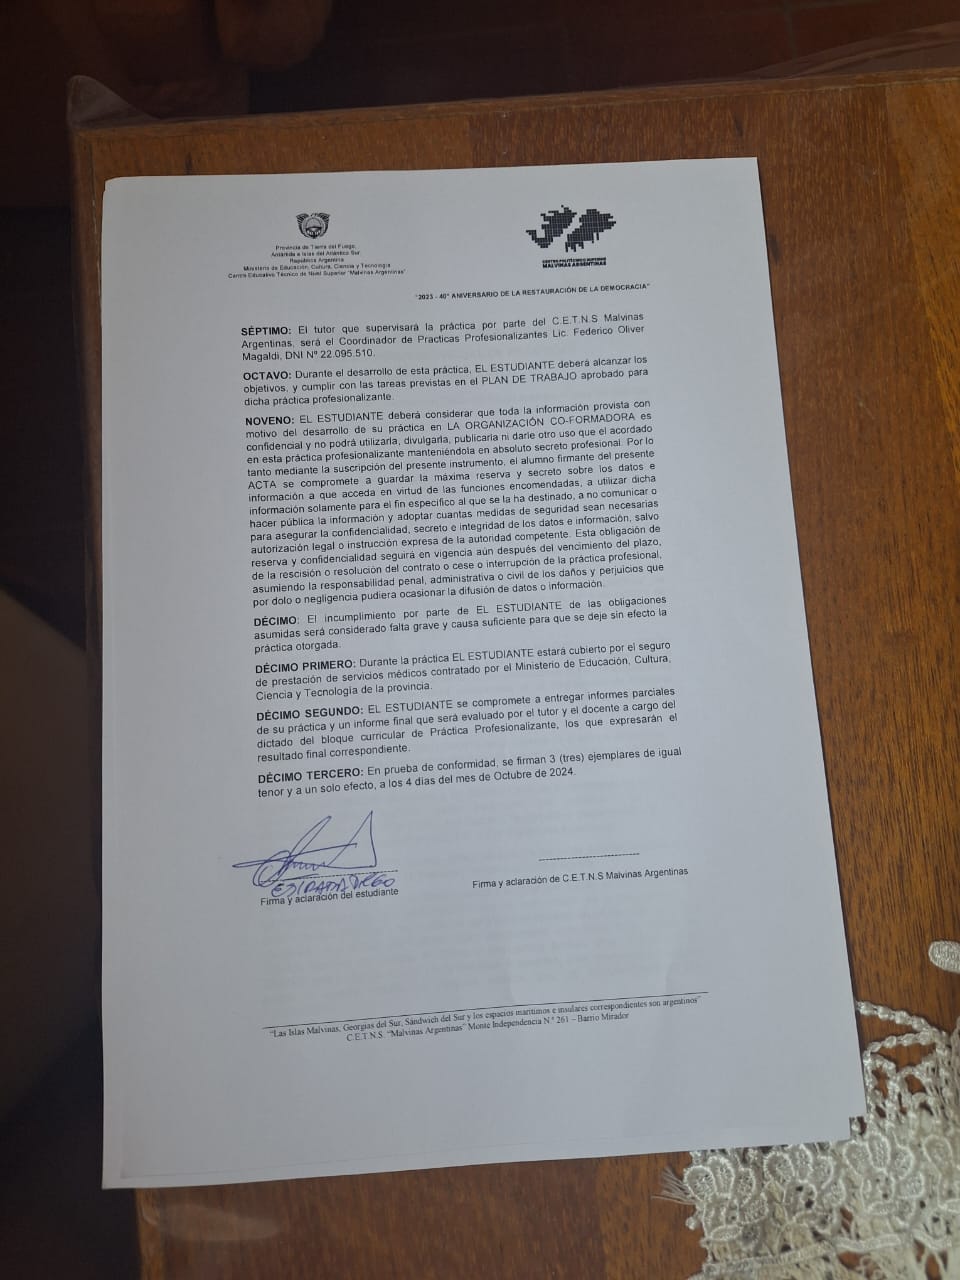 Provincia de Tierra del Fuego,
Antártida e Islas del Atlántico Sur
República Argentina
Ministerio de Educación, Cultura, Ciencia y Tecnología
Centro Educativo Técnico de Nivel Superior "Malvinas Argentinas"
CENTRO POLITÉCNICO SUPERIOR
MALVINAS ARGENTINAS
"2023 - 40° ANIVERSARIO DE LA RESTAURACIÓN DE LA DEMOCRACIA"
SÉPTIMO: El tutor que supervisará la práctica por parte del C.E.T.N.S Malvinas
Argentinas, será el Coordinador de Practicas Profesionalizantes Lic. Federico Oliver
Magaldi, DNI Nº 22.095.510.
OCTAVO: Durante el desarrollo de esta práctica, EL ESTUDIANTE deberá alcanzar los
objetivos, y cumplir con las tareas previstas en el PLAN DE TRABAJO aprobado para
dicha práctica profesionalizante.
NOVENO: EL ESTUDIANTE deberá considerar que toda la información provista con
motivo del desarrollo de su práctica en LA ORGANIZACIÓN CO-FORMADORA es
confidencial y no podrá utilizarla, divulgarla, publicarla ni darle otro uso que el acordado
en esta práctica profesionalizante manteniéndola en absoluto secreto profesional. Por lo
tanto mediante la suscripción del presente instrumento, el alumno firmante del presente
ACTA se compromete a guardar la máxima reserva y secreto sobre los datos e
información a que acceda en virtud de las funciones encomendadas, a utilizar dicha
información solamente para el fin especifico al que se la ha destinado, a no comunicar o
hacer pública la información y adoptar cuantas medidas de seguridad sean necesarias
para asegurar la confidencialidad, secreto e integridad de los datos e información, salvo
autorización legal o instrucción expresa de la autoridad competente. Esta obligación de
reserva y confidencialidad seguirá en vigencia aún después del vencimiento del plazo,
de la rescisión o resolución del contrato o cese o interrupción de la práctica profesional,
asumiendo la responsabilidad penal, administrativa o civil de los daños y perjuicios que
por dolo o negligencia pudiera ocasionar la difusión de datos o información.
DÉCIMO: El incumplimiento por parte de EL ESTUDIANTE de las obligaciones
asumidas será considerado falta grave y causa suficiente para que se deje sin efecto la
práctica otorgada.
DÉCIMO PRIMERO: Durante la práctica EL ESTUDIANTE estará cubierto por el seguro
de prestación de servicios médicos contratado por el Ministerio de Educación, Cultura,
Ciencia y Tecnología de la provincia.
DÉCIMO SEGUNDO: EL ESTUDIANTE se compromete a entregar informes parciales
de su práctica y un informe final que será evaluado por el tutor y el docente a cargo del
dictado del bloque curricular de Práctica Profesionalizante, los que expresarán el
resultado final correspondiente.
DÉCIMO TERCERO: En prueba de conformidad, se firman 3 (tres) ejemplares de igual
tenor y a un solo efecto, a los 4 días del mes de Octubre de 2024.
Firma y aclaración del estudiante
Firma y aclaración de C.E.T.N.S Malvinas Argentinas
"Las Islas Malvinas, Georgias del Sur, Sándwich del Sur y los espacios marítimos e insulares correspondientes son argentinos"
C.E.T.N.S. "Malvinas Argentinas" Monte Independencia N.º 261 – Barrio Mirador